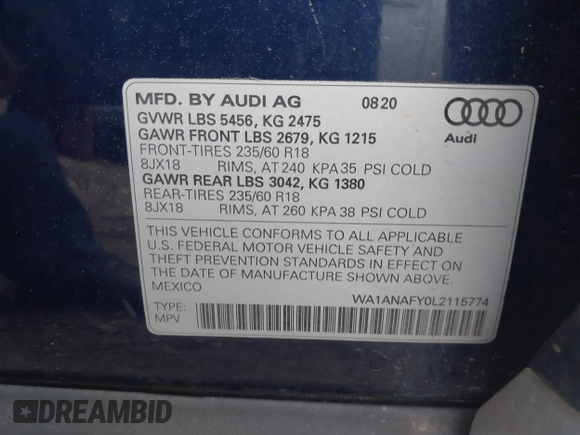 MFD. BY AUDI AG 0820
GVWR LBS 5456, KG 2475
GAWR FRONT LBS 2679, KG 1215
FRONT-TIRES 235/60 R18
8JX18 RIMS, AT 240 KPA 35 PSI COLD
GAWR REAR LBS 3042, KG 1380
REAR-TIRES 235/60 R18
8JX18 RIMS, AT 260 KPA 38 PSI COLD
Audi
THIS VEHICLE CONFORMS TO ALL APPLICABLE
U.S. FEDERAL MOTOR VEHICLE SAFETY AND
THEFT PREVENTION STANDARDS IN EFFECT ON
THE DATE OF MANUFACTURE SHOWN ABOVE.
MEXICO
WA1ANAFY0L2115774
TYPE:
MPV
DREAMBID